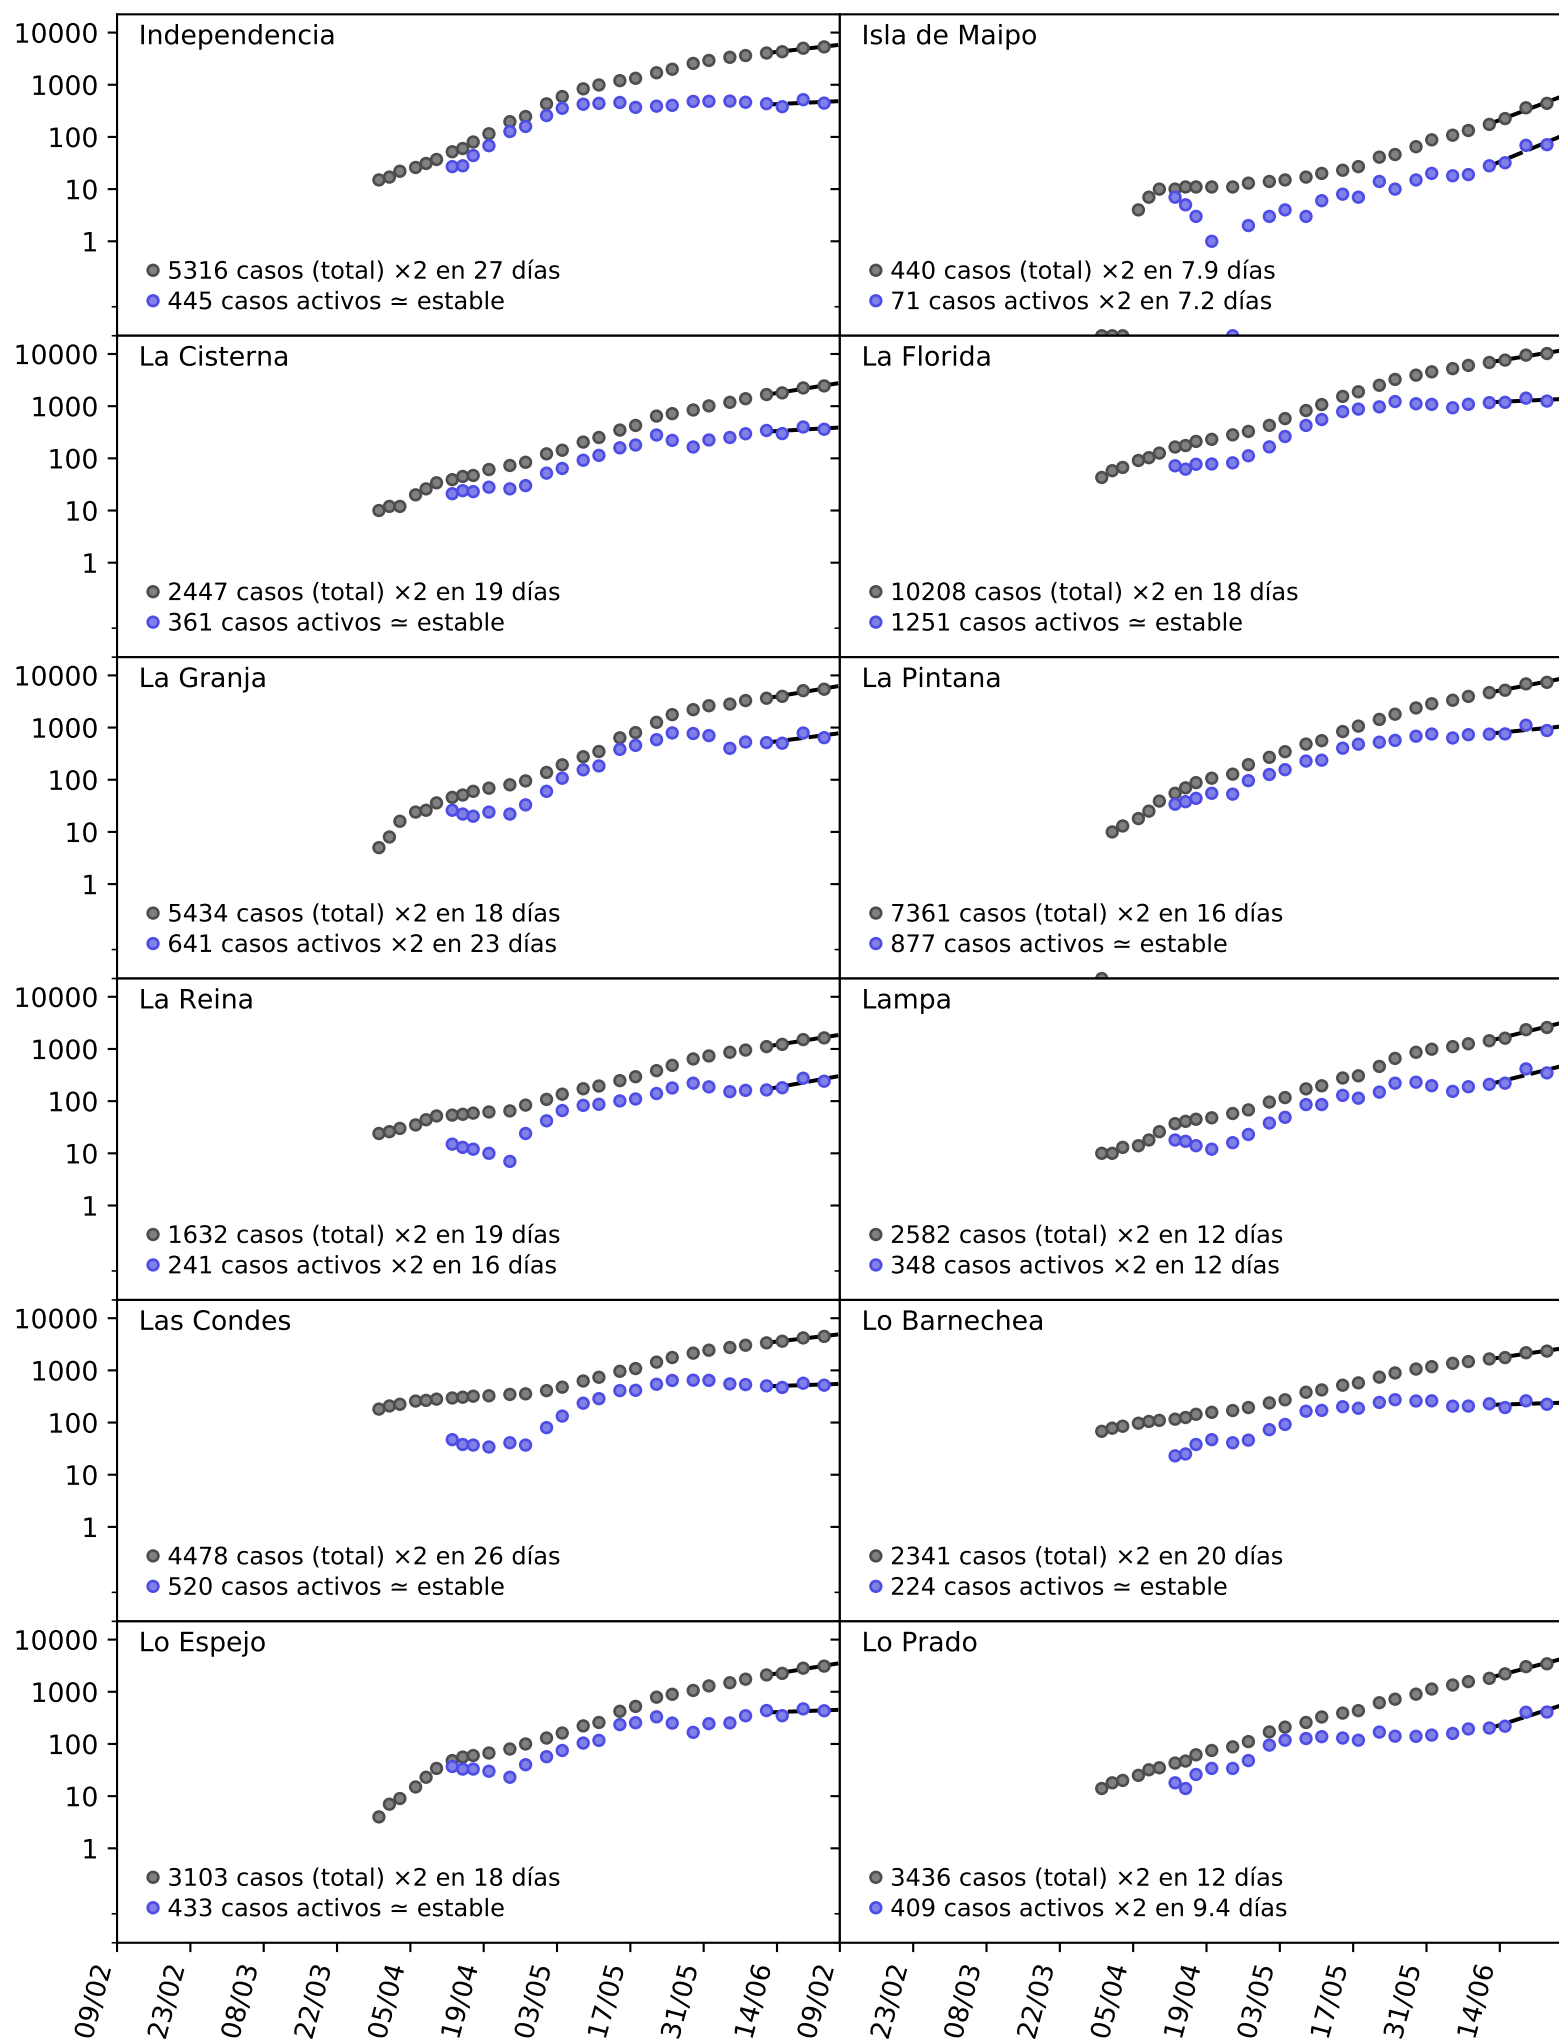 Independencia
10000
1000
100
10
1
5316 casos (total) ×2 en 27 días
445 casos activos ≃ estable
Isla de Maipo
440 casos (total) ×2 en 7.9 días
71 casos activos ×2 en 7.2 días
La Cisterna
10000
1000
100
10
1
2447 casos (total) ×2 en 19 días
361 casos activos ≃ estable
La Florida
10208 casos (total) ×2 en 18 días
1251 casos activos ≃ estable
La Granja
10000
1000
100
10
1
5434 casos (total) ×2 en 18 días
641 casos activos ×2 en 23 días
La Pintana
7361 casos (total) ×2 en 16 días
877 casos activos ≃ estable
La Reina
10000
1000
100
10
1
1632 casos (total) ×2 en 19 días
241 casos activos ×2 en 16 días
Lampa
2582 casos (total) ×2 en 12 días
348 casos activos ×2 en 12 días
Las Condes
10000
1000
100
10
1
4478 casos (total) ×2 en 26 días
520 casos activos ≃ estable
Lo Barnechea
2341 casos (total) ×2 en 20 días
224 casos activos ≃ estable
Lo Espejo
10000
1000
100
10
1
3103 casos (total) ×2 en 18 días
433 casos activos ≃ estable
Lo Prado
3436 casos (total) ×2 en 12 días
409 casos activos ×2 en 9.4 días
09/02
23/02
08/03
22/03
05/04
19/04
03/05
17/05
31/05
14/06
09/02
23/02
08/03
22/03
05/04
19/04
03/05
17/05
31/05
14/06